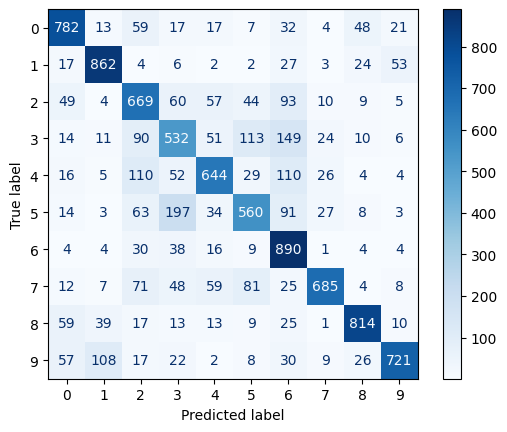 0 782 13 59 17 17 7 32 4 48 21
1 17 862 4 6 2 2 27 3 24 53
2 49 4 669 60 57 44 93 10 9 5
3 14 11 90 532 51 113 149 24 10 6
4 16 5 110 52 644 29 110 26 4 4
5 14 3 63 197 34 560 91 27 8 3
6 4 4 30 38 16 9 890 1 4 4
7 12 7 71 48 59 81 25 685 4 8
8 59 39 17 13 13 9 25 1 814 10
9 57 108 17 22 2 8 30 9 26 721
0 1 2 3 4 5 6 7 8 9
Predicted label
True label
800
700
600
500
400
300
200
100